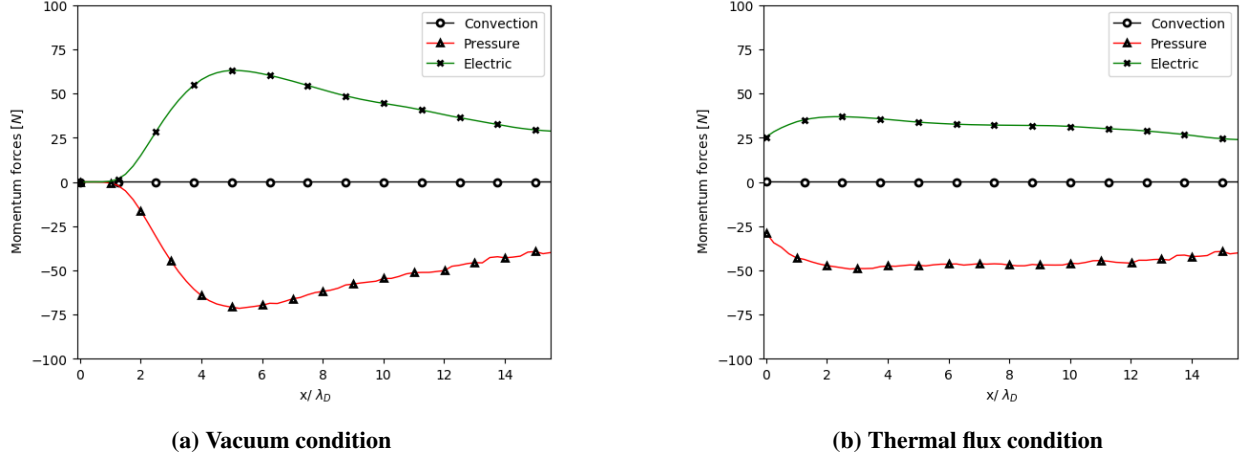 100
75
50
25
0
−25
−50
−75
−100
Momentum forces [N]
Convection
Pressure
Electric
0 2 4 6 8 10 12 14
x/ λD
(a) Vacuum condition
100
75
50
25
0
−25
−50
−75
−100
Momentum forces [N]
Convection
Pressure
Electric
0 2 4 6 8 10 12 14
x/ λD
(b) Thermal flux condition